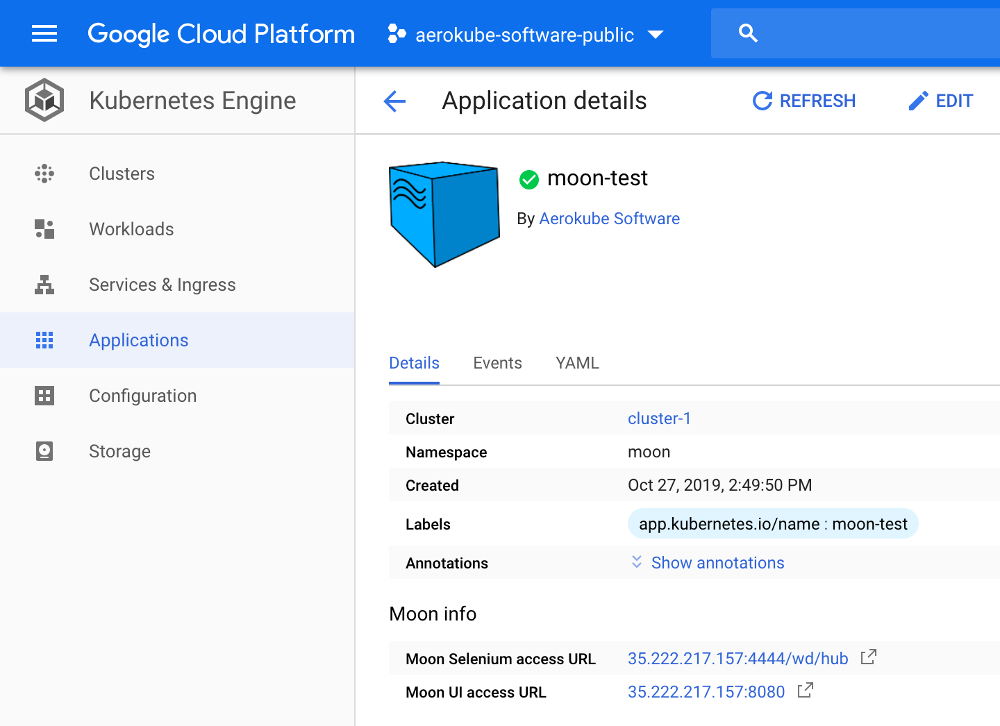 Google Cloud Platform aerokube-software-public
Kubernetes Engine
Application details REFRESH EDIT
Clusters
Workloads
Services & Ingress
Applications
Configuration
Storage
moon-test
By Aerokube Software
Details Events YAML
Cluster cluster-1
Namespace moon
Created Oct 27, 2019, 2:49:50 PM
Labels app.kubernetes.io/name : moon-test
Annotations Show annotations
Moon info
Moon Selenium access URL 35.222.217.157:4444/wd/hub
Moon UI access URL 35.222.217.157:8080